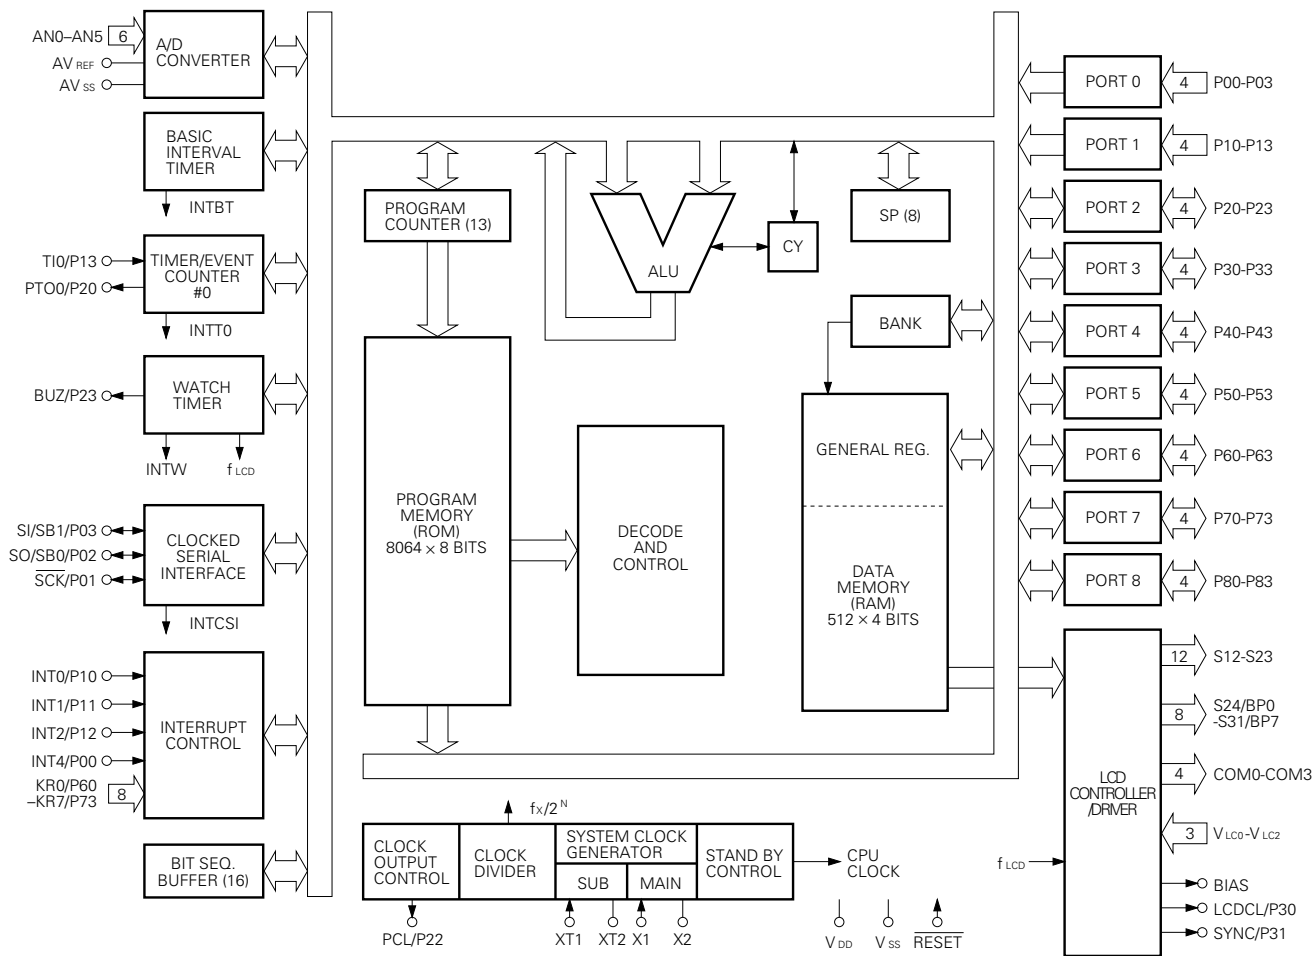 AN0–AN5
6
AV REF
AV SS
A/D
CONVERTER
BASIC
INTERVAL
TIMER
INTBT
TI0/P13
PTO0/P20
TIMER/EVENT
COUNTER
#0
INTT0
BUZ/P23
WATCH
TIMER
INTW
f LCD
SI/SB1/P03
SO/SB0/P02
SCK/P01
CLOCKED
SERIAL
INTERFACE
INTCSI
INT0/P10
INT1/P11
INT2/P12
INT4/P00
KR0/P60
–KR7/P73
8
INTERRUPT
CONTROL
BIT SEQ.
BUFFER (16)
PROGRAM
COUNTER (13)
ALU
CY
SP (8)
BANK
PROGRAM
MEMORY
(ROM)
8064 × 8 BITS
DECODE
AND
CONTROL
GENERAL REG.
DATA
MEMORY
(RAM)
512 × 4 BITS
fX/2 N
CLOCK
OUTPUT
CONTROL
CLOCK
DIVIDER
SYSTEM CLOCK
GENERATOR
SUB
MAIN
STAND BY
CONTROL
CPU
CLOCK
PCL/P22
XT1
XT2
X1
X2
V DD
V SS
RESET
PORT 0
4
P00-P03
PORT 1
4
P10-P13
PORT 2
4
P20-P23
PORT 3
4
P30-P33
PORT 4
4
P40-P43
PORT 5
4
P50-P53
PORT 6
4
P60-P63
PORT 7
4
P70-P73
PORT 8
4
P80-P83
LCD
CONTROLLER
/DRIVER
12
S12-S23
8
S24/BP0
-S31/BP7
4
COM0-COM3
3
V LC0-V LC2
f LCD
BIAS
LCDCL/P30
SYNC/P31